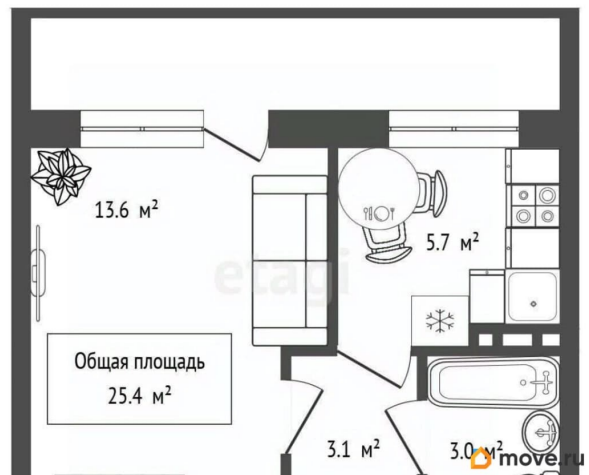 13.6 м²
5.7 м²
etagi
Общая площадь
25.4 м²
3.1 м²
3.0 м²
move.ru